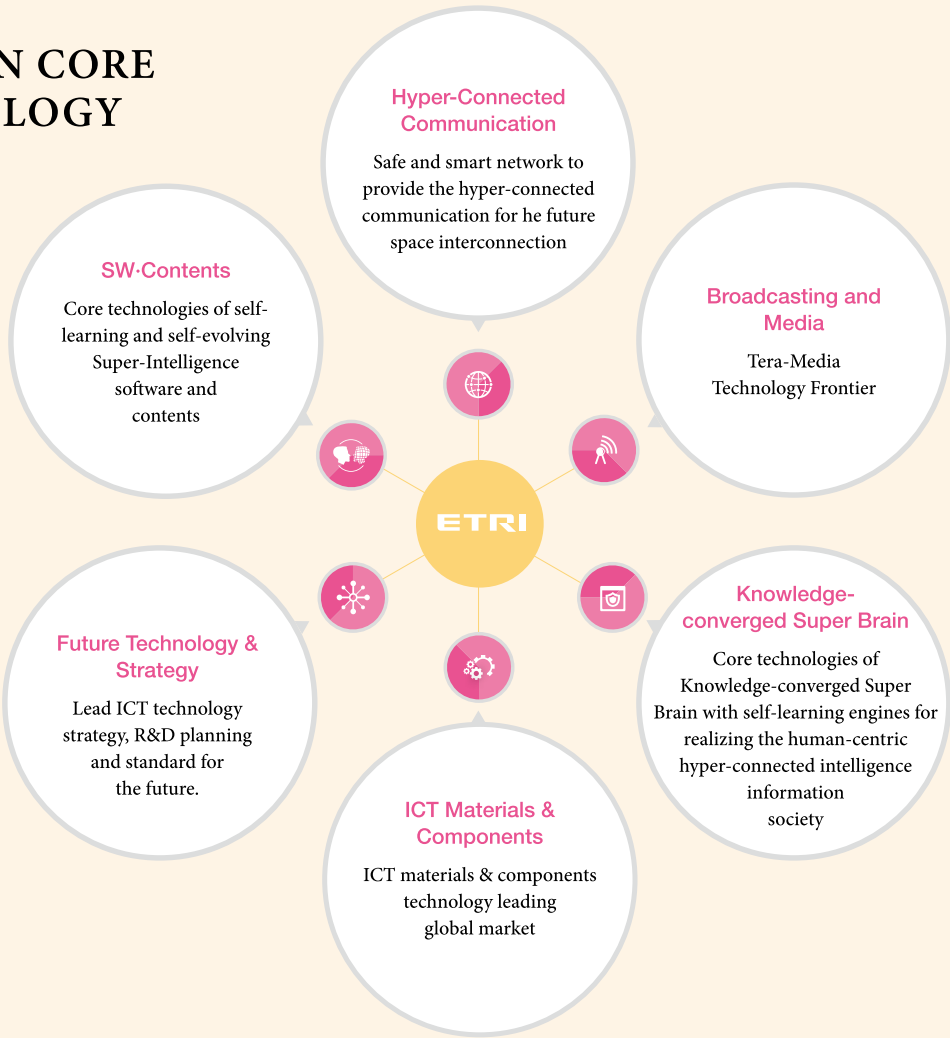 N CORE
LOGY
Hyper-Connected
Communication
Safe and smart network to
provide the hyper-connected
communication for he future
space interconnection
SW·Contents
Core technologies of self-
learning and self-evolving
Super-Intelligence
software and
contents
Broadcasting and
Media
Tera-Media
Technology Frontier
ETRI
Future Technology &
Strategy
Lead ICT technology
strategy, R&D planning
and standard for
the future.
Knowledge-
converged Super Brain
Core technologies of
Knowledge-converged Super
Brain with self-learning engines for
realizing the human-centric
hyper-connected intelligence
information
society
ICT Materials &
Components
ICT materials & components
technology leading
global market